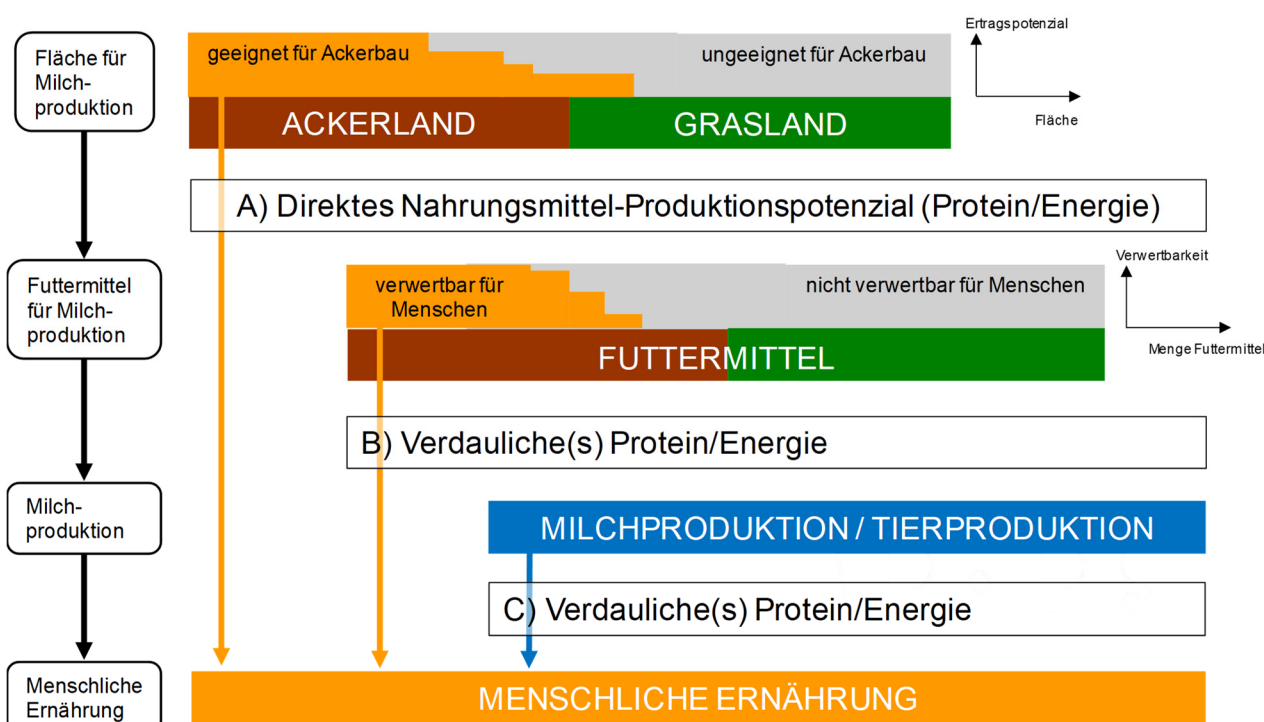 Fläche für
Milch-
produktion
geeignet für Ackerbau
ungeeignet für Ackerbau
Ertragspotenzial
Fläche
ACKERLAND
GRASLAND
A) Direktes Nahrungsmittel-Produktionspotenzial (Protein/Energie)
Futtermittel
für Milch-
produktion
verwertbar für
Menschen
nicht verwertbar für Menschen
Verwertbarkeit
Menge Futtermittel
FUTTERMITTEL
B) Verdauliche(s) Protein/Energie
Milch-
produktion
MILCHPRODUKTION / TIERPRODUKTION
C) Verdauliche(s) Protein/Energie
Menschliche
Ernährung
MENSCHLICHE ERNÄHRUNG